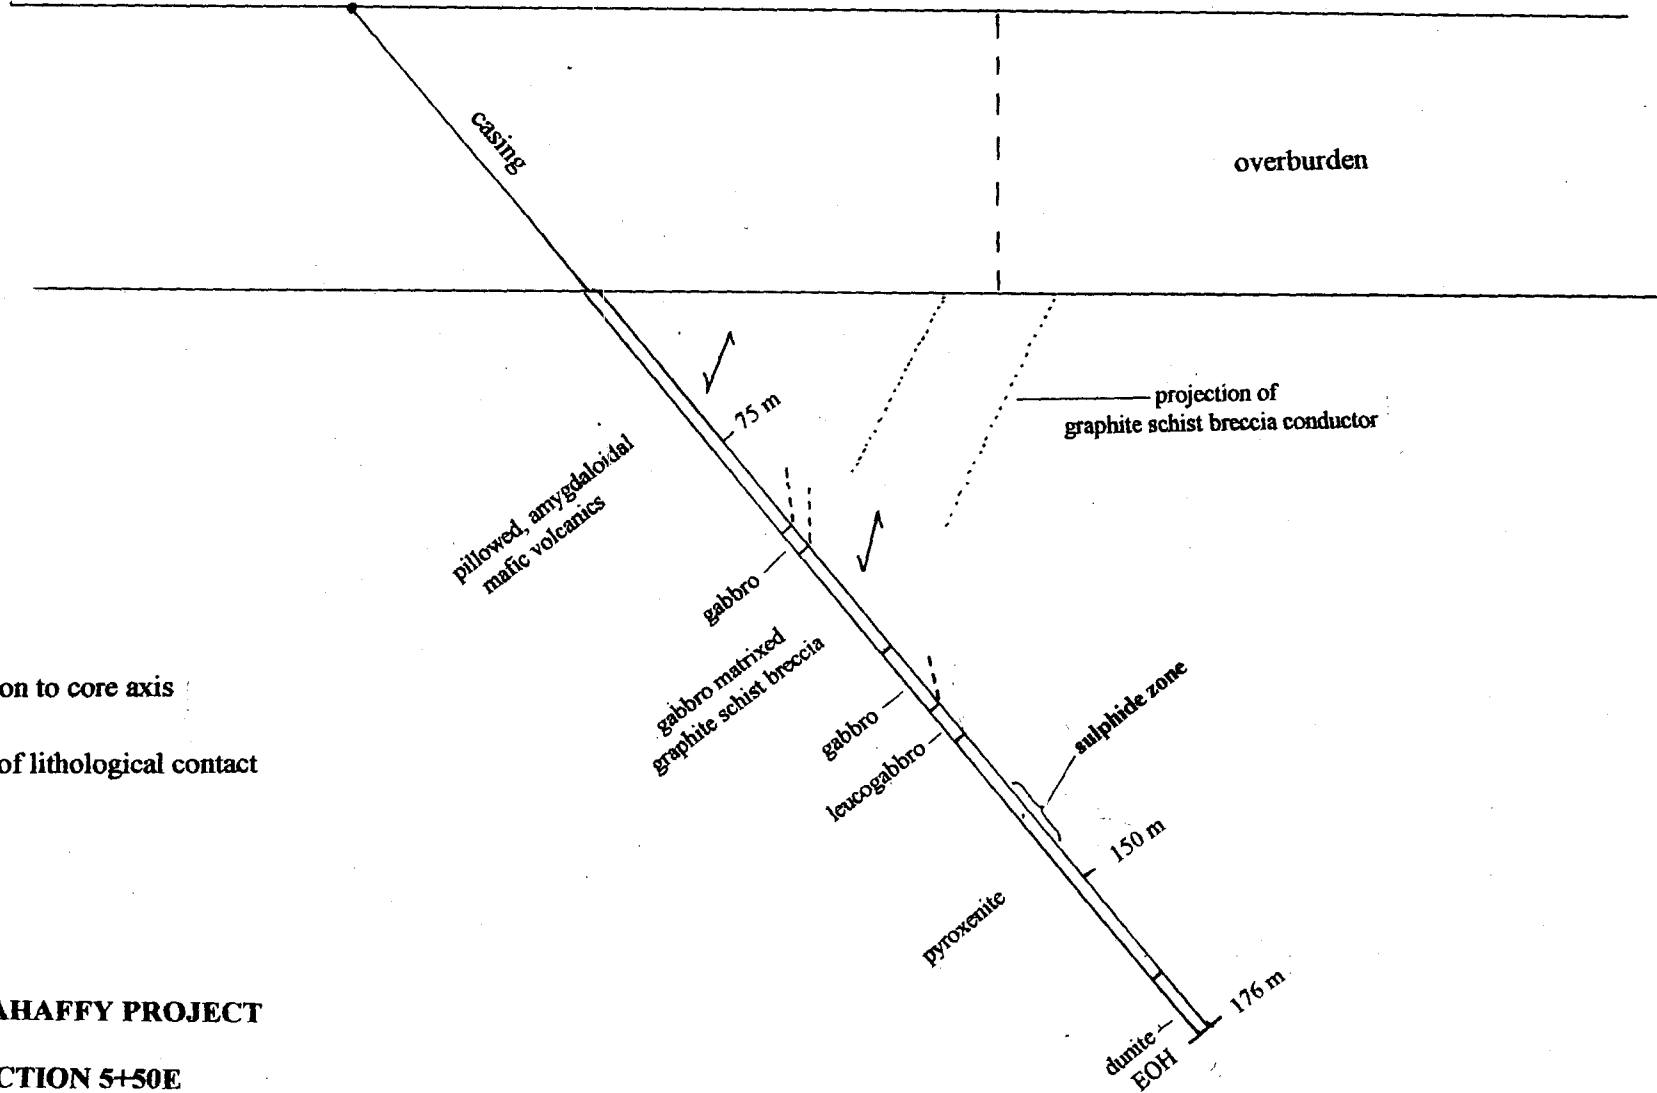 casing
overburden
75 m
projection of
graphite schist breccia conductor
pillowed, amygdaloidal
mafic volcanics
gabbro
gabbro matrixed
graphite schist breccia
gabbro
leucogabbro
sulphide zone
150 m
pyroxenite
176 m
dunite
EOH
on to core axis
of lithological contact
AHAFFY PROJECT
CTION 5+50E